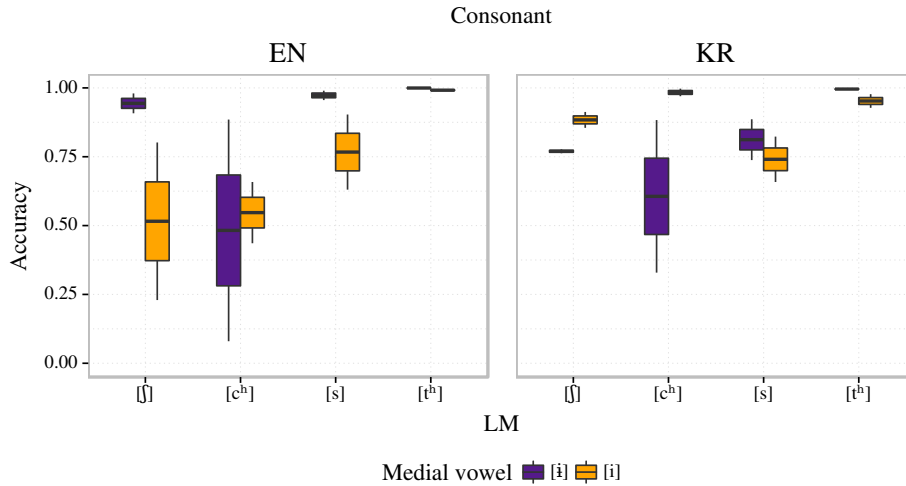 Consonant
EN KR
Accuracy
1.00
0.75
0.50
0.25
0.00
[ʃ] [cʰ] [s] [tʰ] [ʃ] [cʰ] [s] [tʰ]
LM
Medial vowel [ɨ] [i]